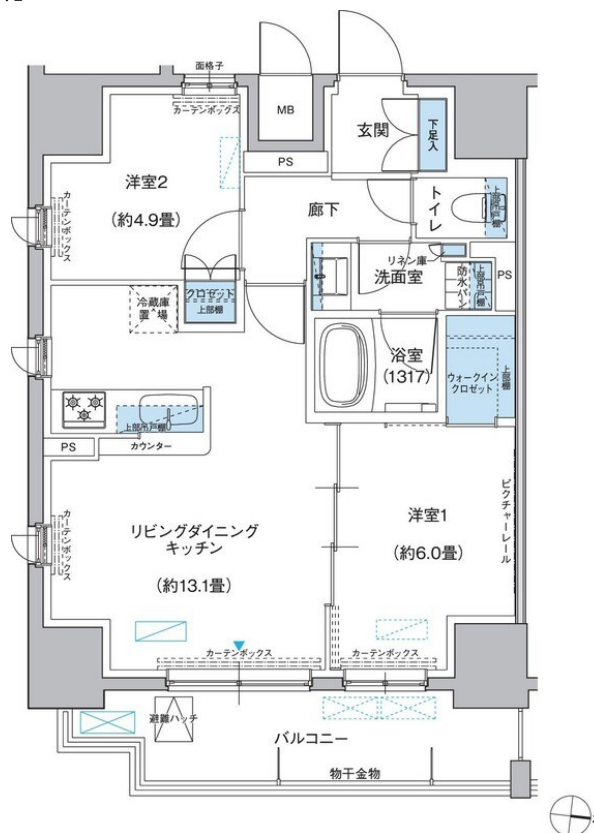 面格子
カーテンボックス
MB
玄関
下足入
PS
洋室2
(約4.9畳)
カーテンボックス
廊下
トイレ
上部吊戸棚
リネン庫
洗面室
防水パン
上部吊戸棚
PS
クロゼット
上部棚
冷蔵庫置場
浴室
(1317)
ウォークインクロゼット
上部棚
上部吊戸棚
PS
カウンター
リビングダイニング
キッチン
(約13.1畳)
カーテンボックス
洋室1
(約6.0畳)
ピクチャーレール
カーテンボックス
カーテンボックス
避難ハッチ
バルコニー
物干金物